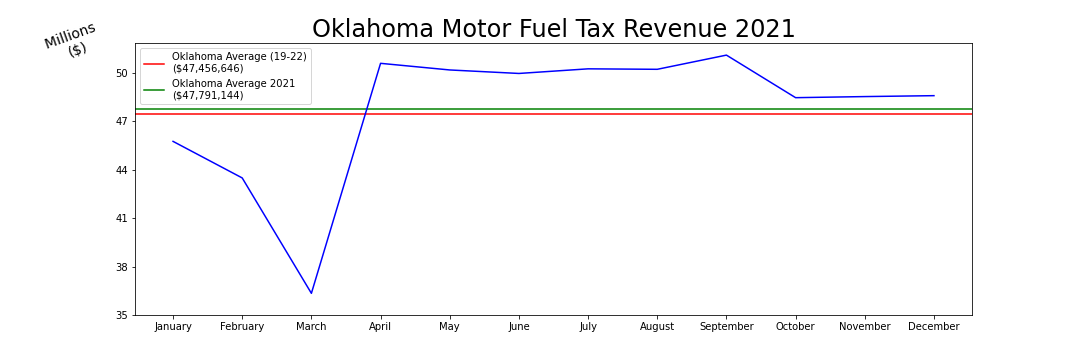 Millions
($)
Oklahoma Motor Fuel Tax Revenue 2021
Oklahoma Average (19-22)
($47,456,646)
Oklahoma Average 2021
($47,791,144)
50
47
44
41
38
35
January February March April May June July August September October November December